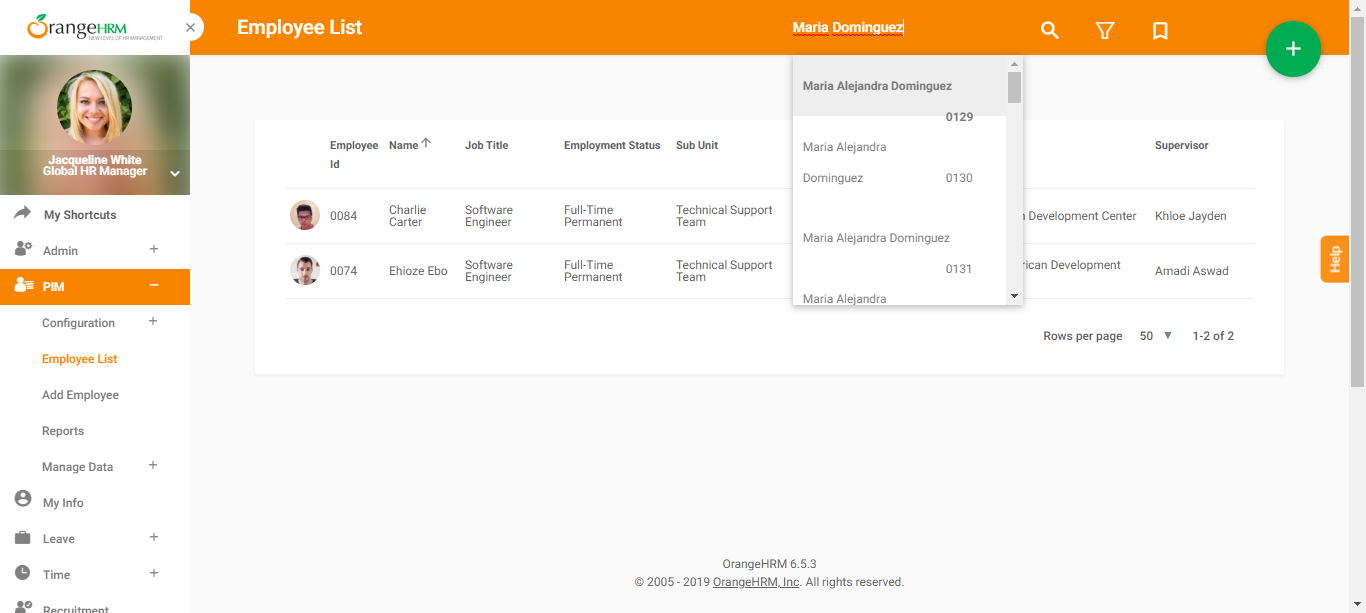 OrangeHRM
NEW LEVEL OF HR MANAGEMENT
Employee List
Maria Dominguez
Jacqueline White
Global HR Manager
My Shortcuts
Admin
PIM
Configuration
Employee List
Add Employee
Reports
Manage Data
My Info
Leave
Time
Recruitment
Maria Alejandra Dominguez
0129
Maria Alejandra
Dominguez 0130
Maria Alejandra Dominguez
0131
Maria Alejandra
Employee Id Name Job Title Employment Status Sub Unit Supervisor
0084 Charlie Carter Software Engineer Full-Time Permanent Technical Support Team Development Center Khloe Jayden
0074 Ehioze Ebo Software Engineer Full-Time Permanent Technical Support Team rican Development Amadi Aswad
Rows per page 50 1-2 of 2
Help
OrangeHRM 6.5.3
© 2005 - 2019 OrangeHRM, Inc. All rights reserved.